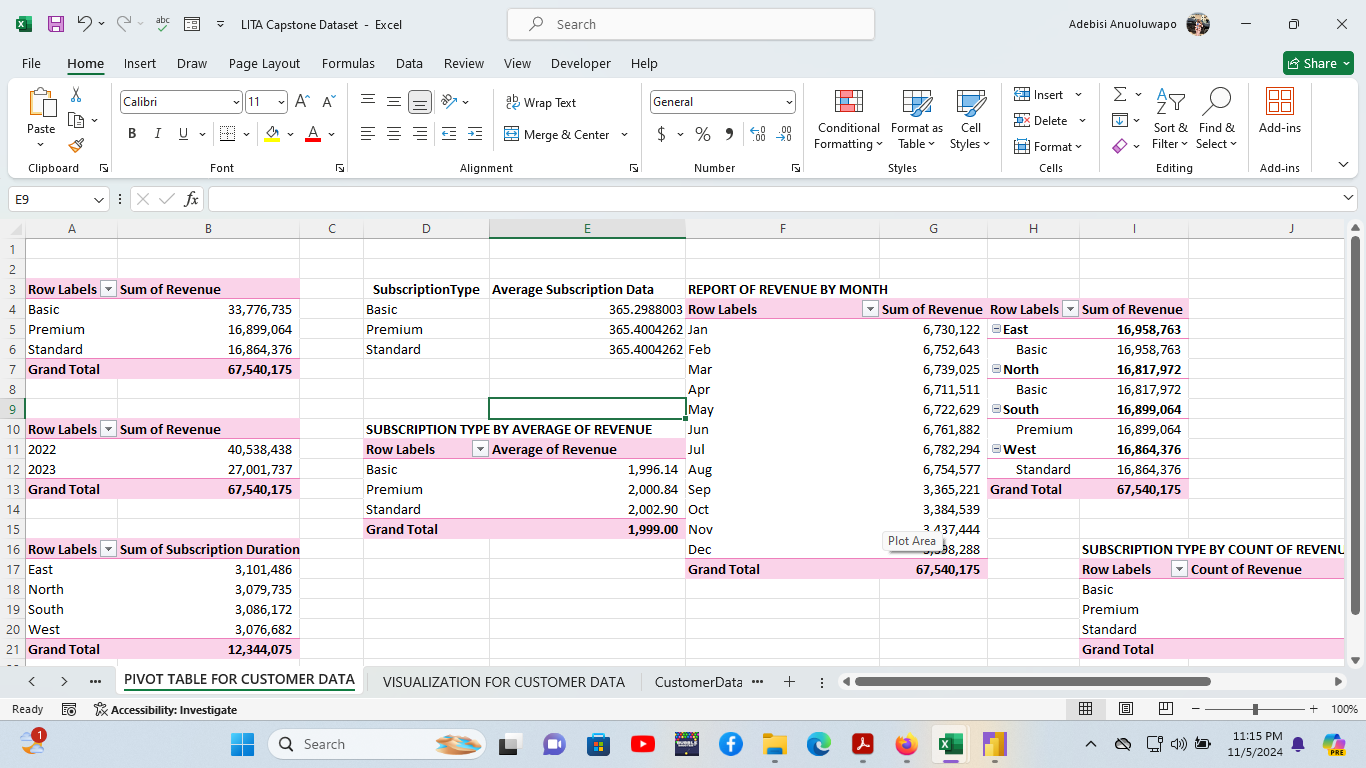 LITA Capstone Dataset - Excel
Search
Adebisi Anuoluwapo
File Home Insert Draw Page Layout Formulas Data Review View Developer Help
Share
Paste
Clipboard
Calibri 11
B I U
Font
ab Wrap Text
Merge & Center
Alignment
General
$ % 9
Number
Conditional Formatting
Format as Table
Cell Styles
Styles
Insert
Delete
Format
Cells
Sort & Filter
Find & Select
Editing
Add-ins
Add-ins
E9 fx
A B C D E F G H I J
1
2
3 Row Labels Sum of Revenue SubscriptionType Average Subscription Data REPORT OF REVENUE BY MONTH
4 Basic 33,776,735 Basic 365.2988003 Row Labels Sum of Revenue Row Labels Sum of Revenue
5 Premium 16,899,064 Premium 365.4004262 Jan 6,730,122 East 16,958,763
6 Standard 16,864,376 Standard 365.4004262 Feb 6,752,643 Basic 16,958,763
7 Grand Total 67,540,175 Mar 6,739,025 North 16,817,972
8 Apr 6,711,511 Basic 16,817,972
9 May 6,722,629 South 16,899,064
10 Row Labels Sum of Revenue SUBSCRIPTION TYPE BY AVERAGE OF REVENUE Jun 6,761,882 Premium 16,899,064
11 2022 40,538,438 Row Labels Average of Revenue Jul 6,782,294 West 16,864,376
12 2023 27,001,737 Basic 1,996.14 Aug 6,754,577 Standard 16,864,376
13 Grand Total 67,540,175 Premium 2,000.84 Sep 3,365,221 Grand Total 67,540,175
14 Standard 2,002.90 Oct 3,384,539
15 Grand Total 1,999.00 Nov 3,437,444
Plot Area
16 Row Labels Sum of Subscription Duration Dec 98,288 SUBSCRIPTION TYPE BY COUNT OF REVENU
17 East 3,101,486 Grand Total 67,540,175 Row Labels Count of Revenue
18 North 3,079,735 Basic
19 South 3,086,172 Premium
20 West 3,076,682 Standard
21 Grand Total 12,344,075 Grand Total
PIVOT TABLE FOR CUSTOMER DATA VISUALIZATION FOR CUSTOMER DATA CustomerData
Ready Accessibility: Investigate 100%
1 Search 11:15 PM
11/5/2024
PRE